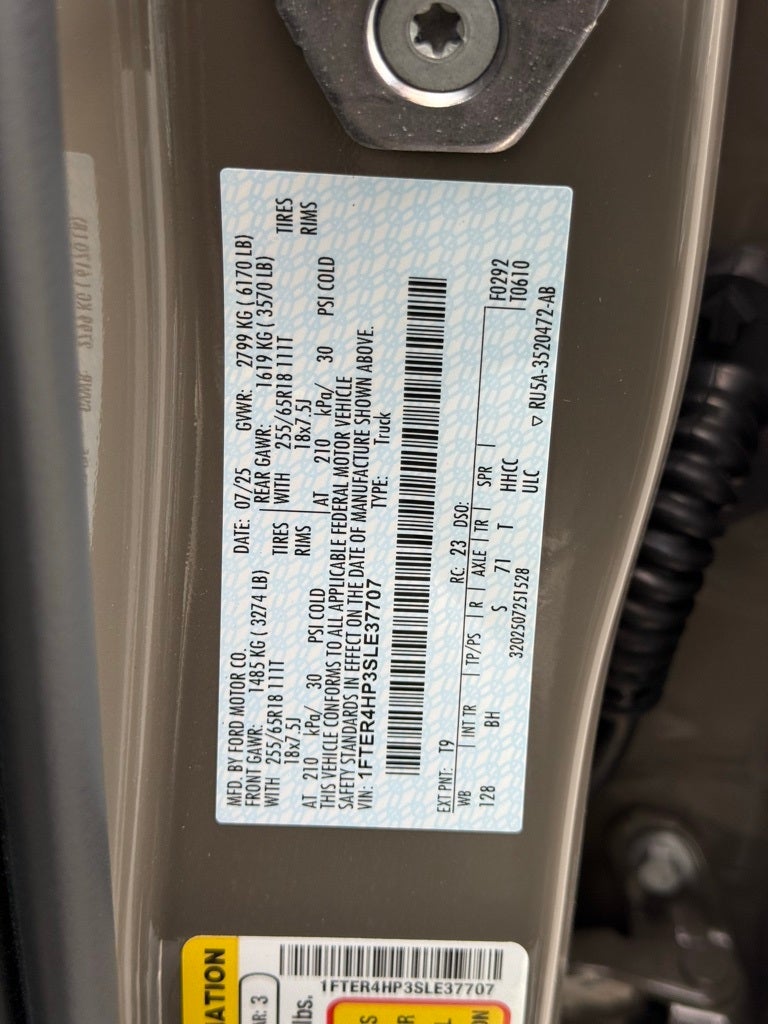 MFD. BY FORD MOTOR CO.
DATE: 07/25 GVWR: 2799 KG ( 6170 LB)
FRONT GAWR: 1485 KG ( 3274 LB)
REAR GAWR: 1619 KG ( 3570 LB)
WITH 255/65R18 111T TIRES
WITH 255/65R18 111T TIRES
18x7.5J RIMS
18x7.5J RIMS
AT 210 kPa/ 30 PSI COLD
AT 210 kPa/ 30 PSI COLD
THIS VEHICLE CONFORMS TO ALL APPLICABLE FEDERAL MOTOR VEHICLE
SAFETY STANDARDS IN EFFECT ON THE DATE OF MANUFACTURE SHOWN ABOVE.
VIN: 1FTER4HP3SLE37707
TYPE: Truck
EXT PNT: T9 RC: 23 DSO:
F0292
T0610
WB INT TR TP/PS R AXLE TR SPR
128 BH S 71 T HHCC
3202507251528 ULC
▽ RU5A-3520472-AB
1FTER4HP3SLE37707
lbs.